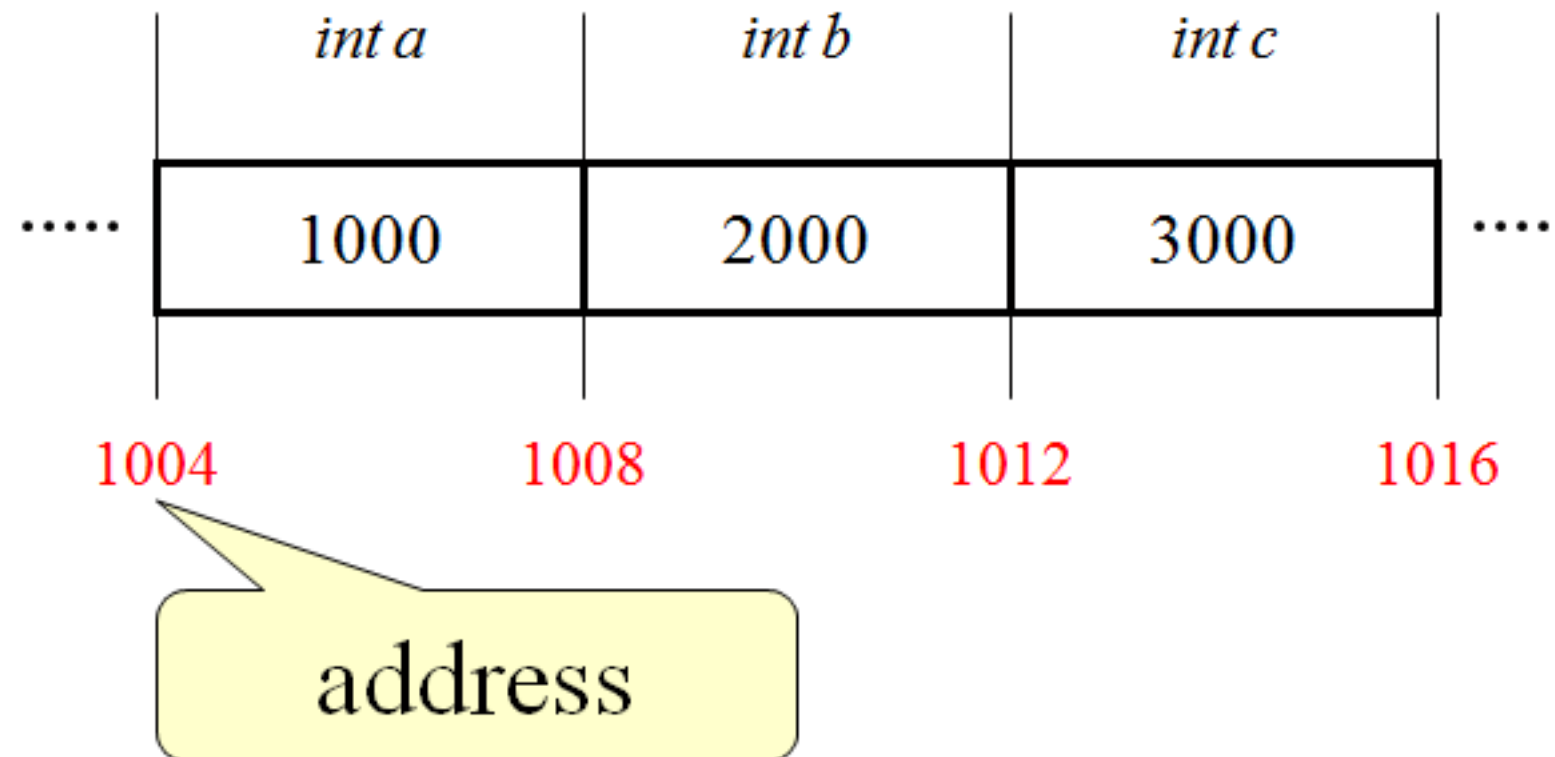 int a int b int c
..... 1000 2000 3000 ....
1004 1008 1012 1016
address